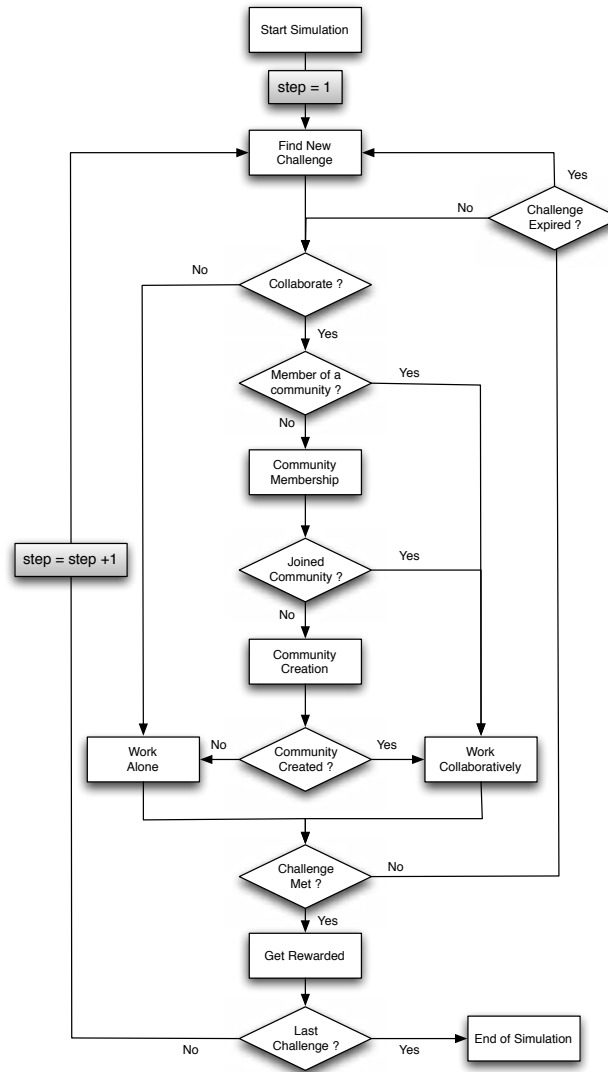 Start Simulation
step = 1
Find New
Challenge
Yes
No
Challenge
Expired ?
No
Collaborate ?
Yes
Member of a
community ?
Yes
No
Community
Membership
step = step +1
Joined
Community ?
Yes
No
Community
Creation
Work
Alone
No
Community
Created ?
Yes
Work
Collaboratively
Challenge
Met ?
No
Yes
Get Rewarded
Last
Challenge ?
No
Yes
End of Simulation